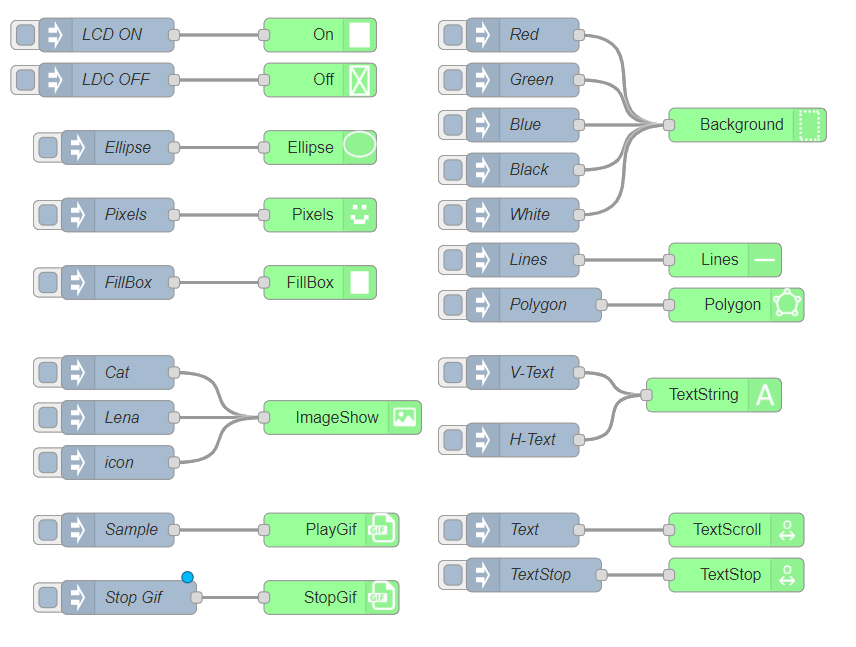 LCD ON
On
LDC OFF
Off
Ellipse
Ellipse
Pixels
Pixels
FillBox
FillBox
Cat
Lena
icon
ImageShow
Sample
PlayGif
GIF
Stop Gif
StopGif
GIF
Red
Green
Blue
Black
White
Background
Lines
Lines
Polygon
Polygon
V-Text
H-Text
TextString
A
Text
TextScroll
TextStop
TextStop